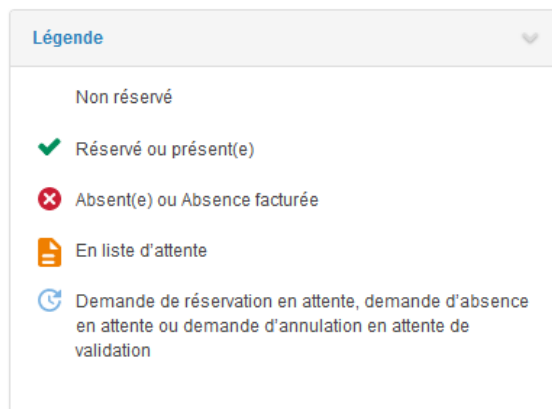 Légende
Non réservé
Réservé ou présent(e)
Absent(e) ou Absence facturée
En liste d'attente
Demande de réservation en attente, demande d'absence
en attente ou demande d'annulation en attente de
validation